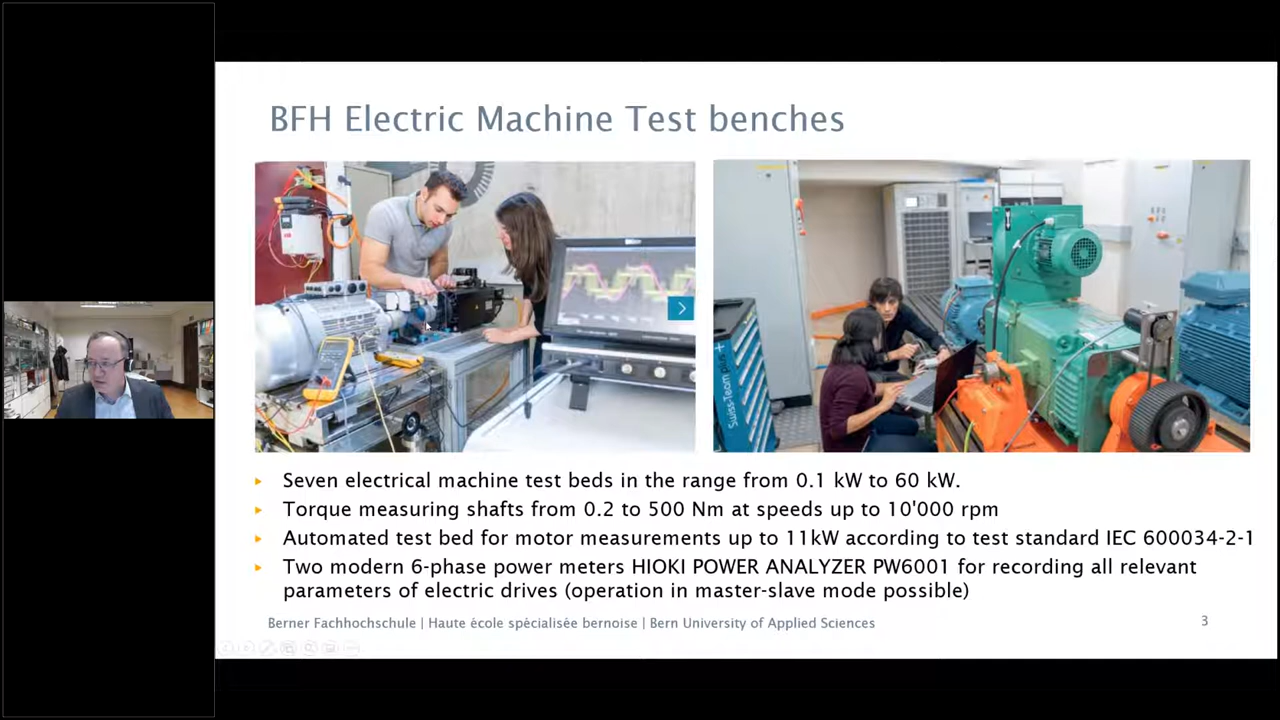 BFH Electric Machine Test benches
Swiss-Team
Seven electrical machine test beds in the range from 0.1 kW to 60 kW.
Torque measuring shafts from 0.2 to 500 Nm at speeds up to 10'000 rpm
Automated test bed for motor measurements up to 11kW according to test standard IEC 600034-2-1
Two modern 6-phase power meters HIOKI POWER ANALYZER PW6001 for recording all relevant
parameters of electric drives (operation in master-slave mode possible)
Berner Fachhochschule | Haute école spécialisée bernoise | Bern University of Applied Sciences
3